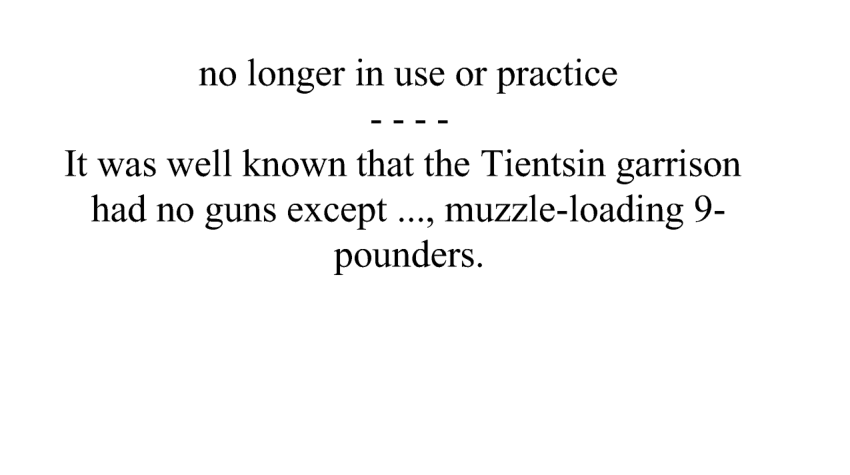 no longer in use or practice
- - - -
It was well known that the Tientsin garrison
had no guns except ..., muzzle-loading 9-
pounders.